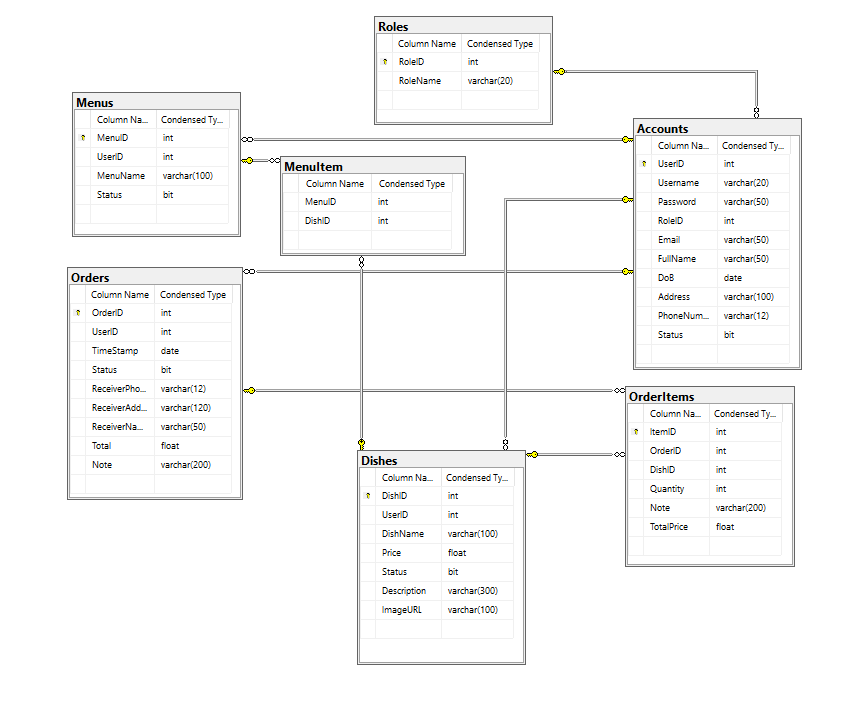 Roles
Column Name Condensed Type
RoleID int
RoleName varchar(20)
Menus
Column Na... Condensed Ty...
MenuID int
UserID int
MenuName varchar(100)
Status bit
Accounts
Column Na... Condensed Ty...
UserID int
Username varchar(20)
Password varchar(50)
RoleID int
Email varchar(50)
FullName varchar(50)
DoB date
Address varchar(100)
PhoneNum... varchar(12)
Status bit
MenuItem
Column Name Condensed Type
MenuID int
DishID int
Orders
Column Name Condensed Type
OrderID int
UserID int
TimeStamp date
Status bit
ReceiverPho... varchar(12)
ReceiverAdd... varchar(120)
ReceiverNa... varchar(50)
Total float
Note varchar(200)
OrderItems
Column Na... Condensed Ty...
ItemID int
OrderID int
DishID int
Quantity int
Note varchar(200)
TotalPrice float
Dishes
Column Na... Condensed Ty...
DishID int
UserID int
DishName varchar(100)
Price float
Status bit
Description varchar(300)
ImageURL varchar(100)